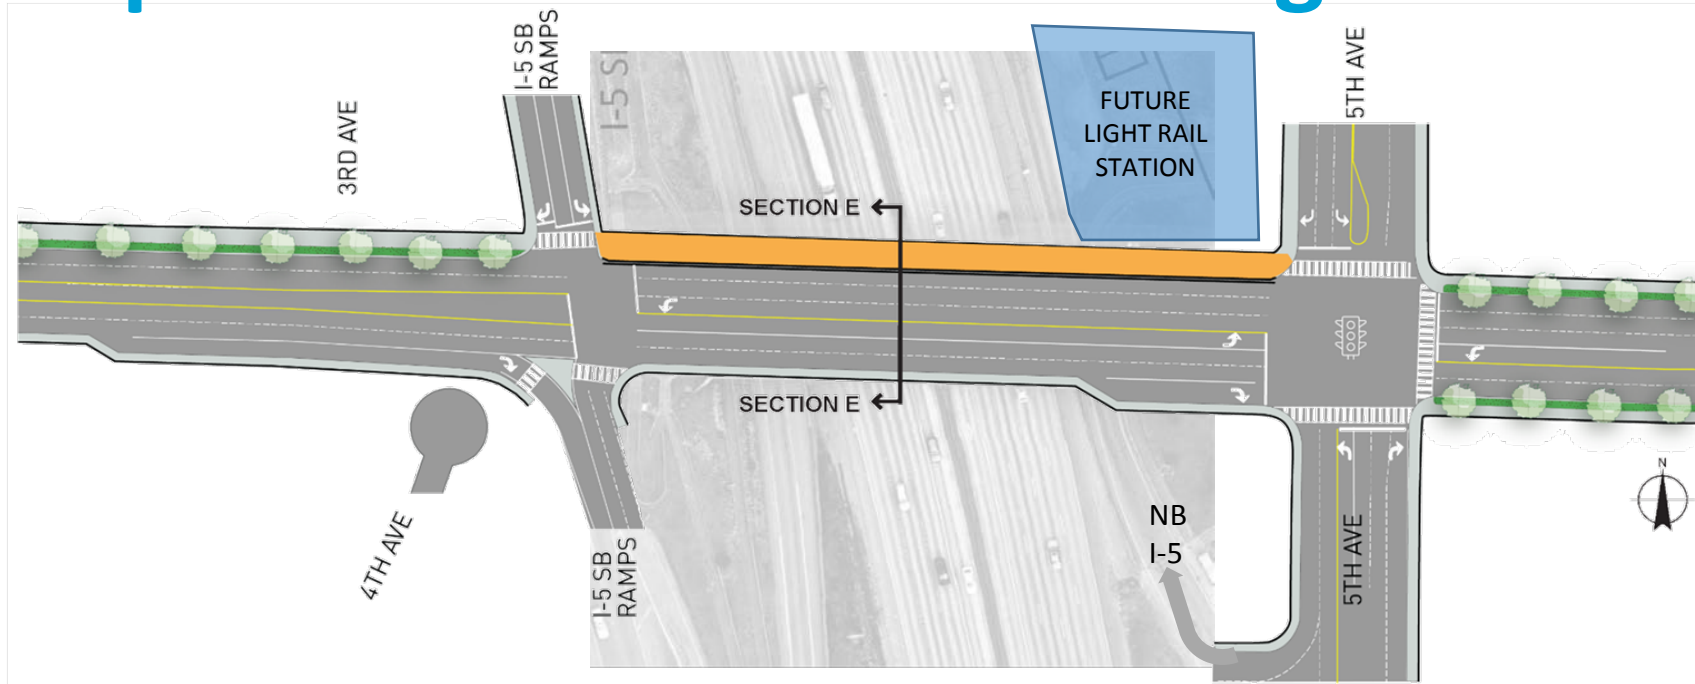 I-5 SB
RAMPS
I-5 S
3RD AVE
5TH AVE
FUTURE
LIGHT RAIL
STATION
SECTION E
SECTION E
4TH AVE
I-5 SB
RAMPS
NB
I-5
5TH AVE
N